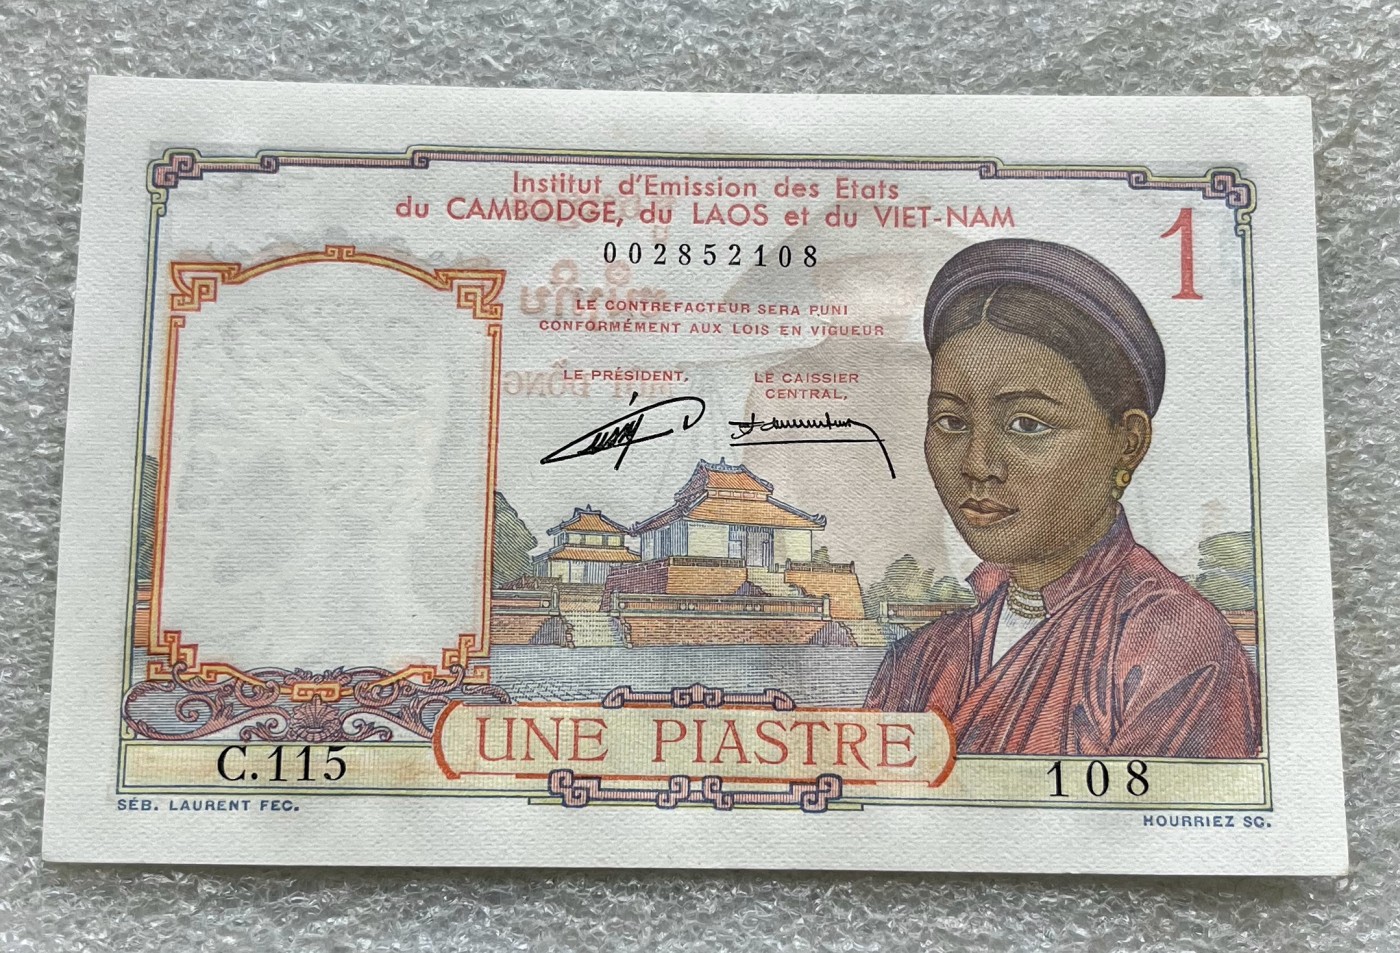 Institut d'Emission des Etats
du CAMBODGE, du LAOS et du VIET-NAM
1
002852108
LE CONTREFACTEUR SERA PUNI
CONFORMÉMENT AUX LOIS EN VIGUEUR
LE PRÉSIDENT,
LE CAISSIER
CENTRAL,
UNE PIASTRE
C.115
108
SÉB. LAURENT FEC.
HOURRIEZ SC.